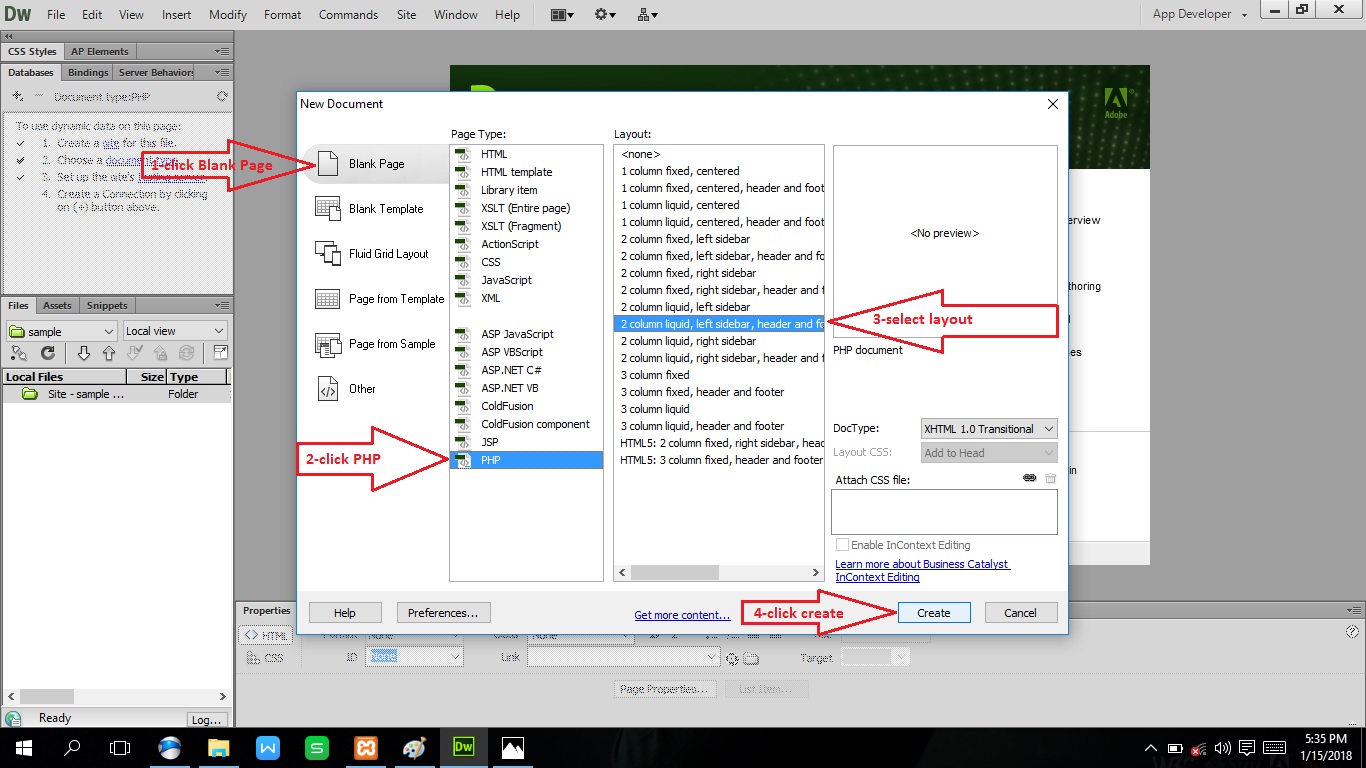 Dw File Edit View Insert Modify Format Commands Site Window Help App Developer
CSS Styles AP Elements
Databases Bindings Server Behaviors
Document type:PHP
To use dynamic data on this page:
1. Create a site for this file.
2. Choose a
3. Set up the site's
4. Create a Connection by clicking
on (+) button above.
Files Assets Snippets
sample Local view
Local Files Size Type
Site - sample ... Folder
Ready Log...
Adobe
New Document
1-click Blank Page
Blank Page
Blank Template
Fluid Grid Layout
Page from Template
Page from Sample
Other
2-click PHP
Page Type:
HTML
HTML template
Library item
XSLT (Entire page)
XSLT (Fragment)
ActionScript
CSS
JavaScript
XML
ASP JavaScript
ASP VBScript
ASP.NET C#
ASP.NET VB
ColdFusion
ColdFusion component
JSP
PHP
Layout:
<none>
1 column fixed, centered
1 column fixed, centered, header and foot
1 column liquid, centered
1 column liquid, centered, header and foot
2 column fixed, left sidebar
2 column fixed, left sidebar, header and fo
2 column fixed, right sidebar
2 column fixed, right sidebar, header and f
2 column liquid, left sidebar
2 column liquid, left sidebar, header and fo
2 column liquid, right sidebar
2 column liquid, right sidebar, header and
3 column fixed
3 column fixed, header and footer
3 column liquid
3 column liquid, header and footer
HTML5: 2 column fixed, right sidebar, head
HTML5: 3 column fixed, header and footer
<No preview>
3-select layout
PHP document
DocType: XHTML 1.0 Transitional
Layout CSS: Add to Head
Attach CSS file:
Enable InContext Editing
Learn more about Business Catalyst
InContext Editing
Help Preferences... Get more content... 4-click create Create Cancel
erview
thoring
es
in
Properties
<> HTML Format None Class None
CSS ID None Link Target
Page Properties... List Item...
W W S Dw
5:35 PM
1/15/2018